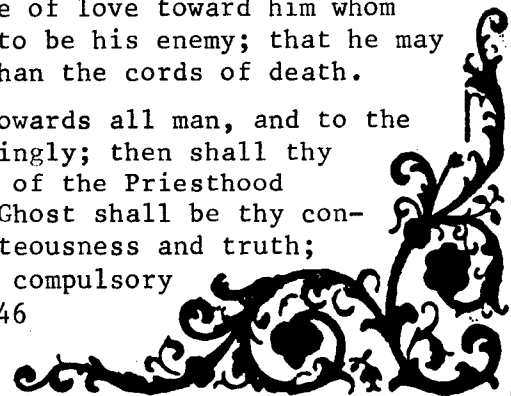 e of love toward him whom
to be his enemy; that he may
han the cords of death.
owards all man, and to the
ingly; then shall thy
of the Priesthood
Ghost shall be thy con-
teousness and truth;
compulsory
46